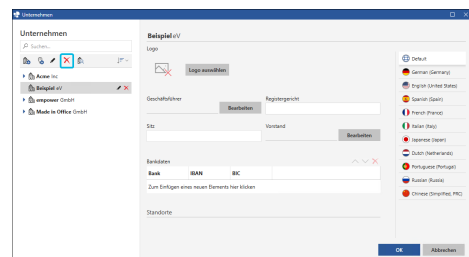 Unternehmen
Unternehmen
Suchen...
Acme Inc
Beispiel eV
empower GmbH
Made in Office GmbH
Beispiel eV
Logo
Logo auswählen
Geschäftsführer
Registergericht
Bearbeiten
Sitz
Vorstand
Bearbeiten
Bankdaten
Bank IBAN BIC
Zum Einfügen eines neuen Elements hier klicken
Standorte
Default
German (Germany)
English (United States)
Spanish (Spain)
French (France)
Italian (Italy)
Japanese (Japan)
Dutch (Netherlands)
Portuguese (Portugal)
Russian (Russia)
Chinese (Simplified, PRC)
OK Abbrechen